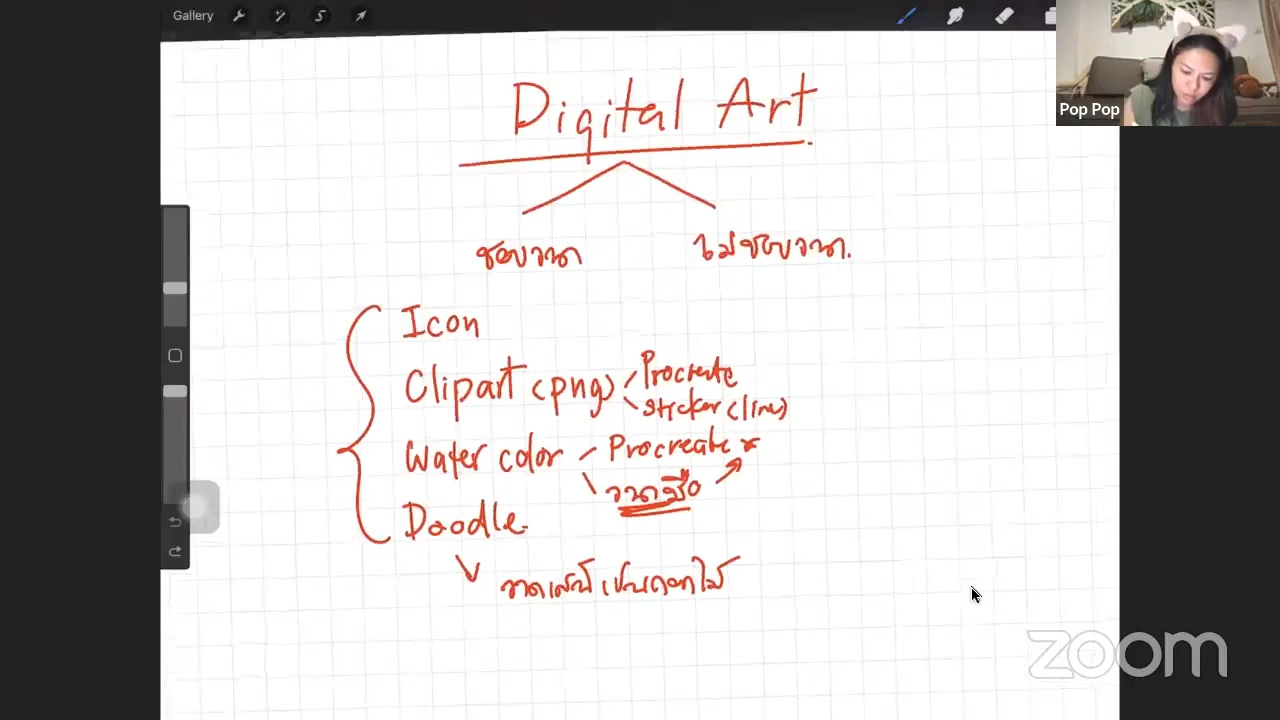 Gallery
Pop Pop
Digital Art
ชอบวาด
ไม่ชอบวาด.
Icon
Clipart (png)
Procreate
sticker (line)
Water color
Procreate
วาดมือ
Doodle.
วาดเส้น เป็นดอกไม้
zoom